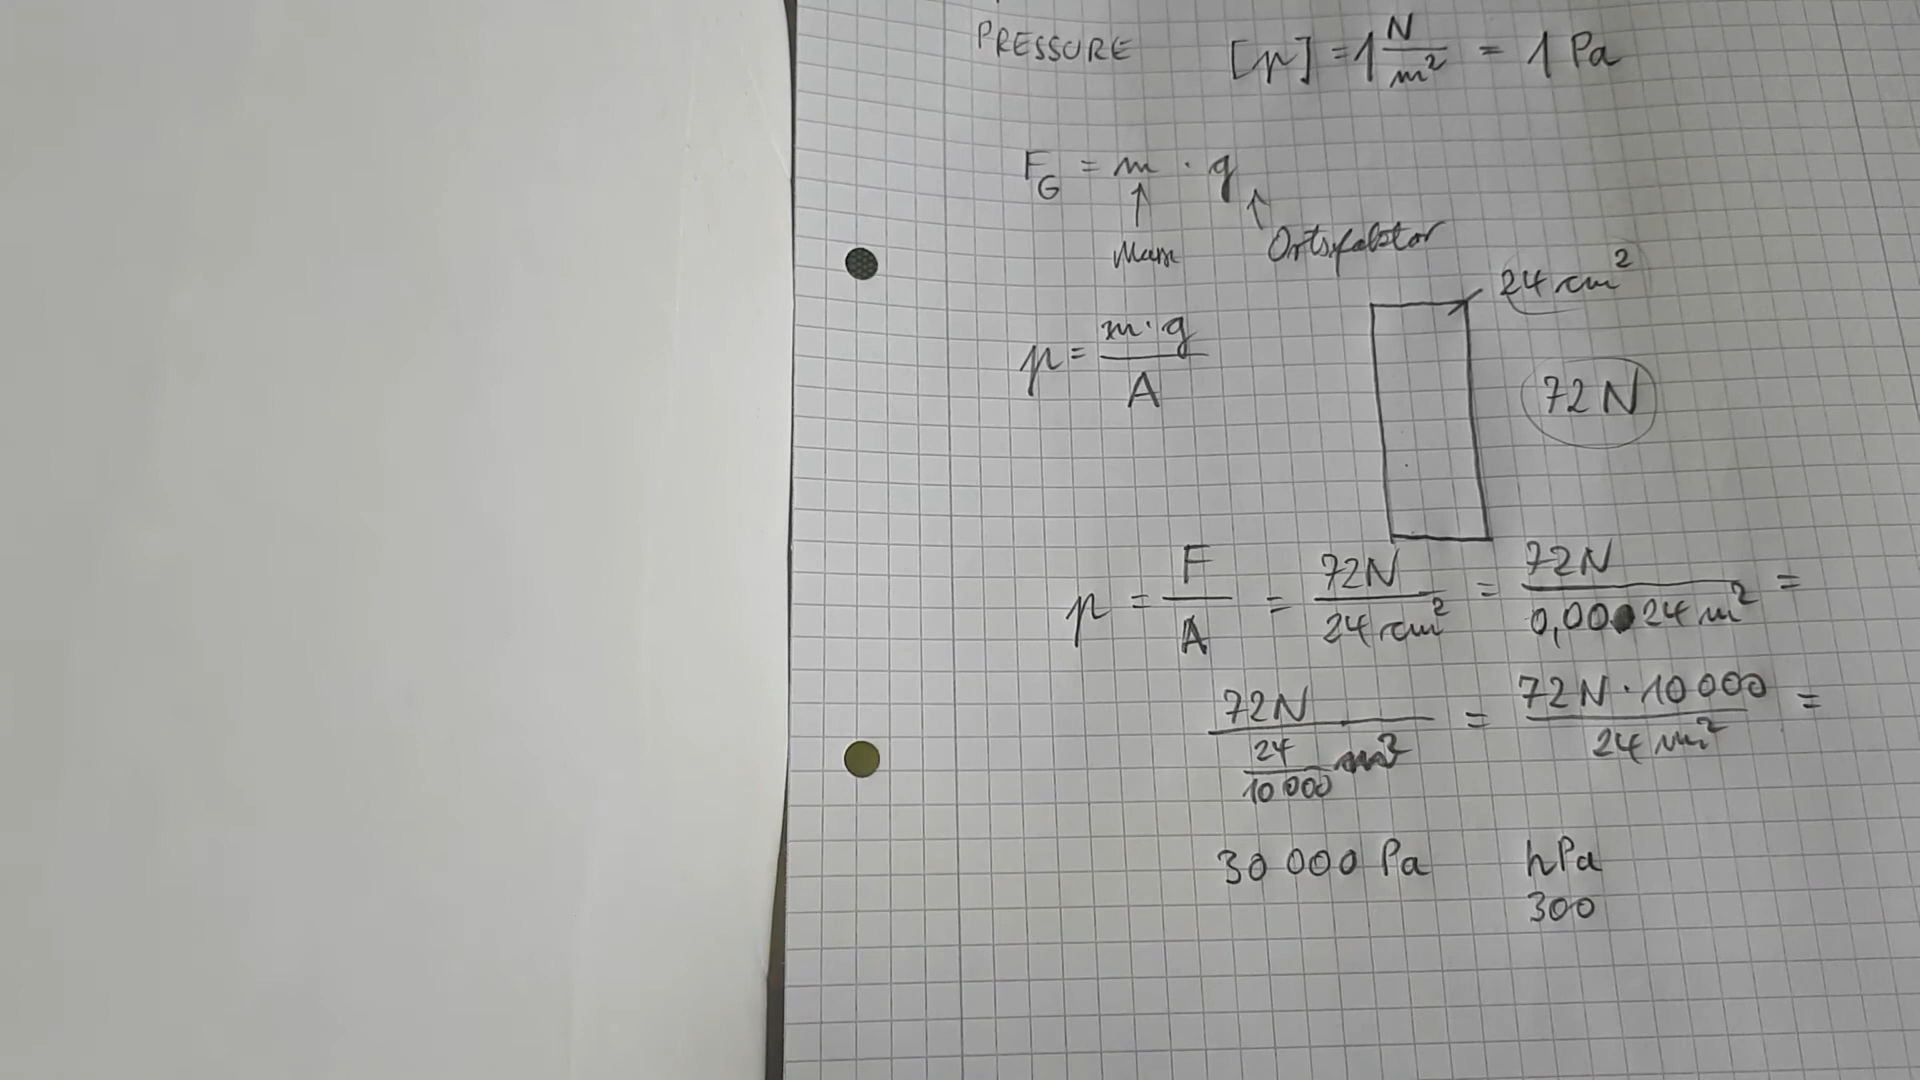 PRESSURE [p] = 1 N/m² = 1 Pa
F_G = m · g
↑ ↑
Masse Ortsfaktor
24 cm²
p = m·g/A
72 N
p = F/A = 72N/24 cm² = 72N/0,0024 m² =
72N/(24/10 000 m²) = 72N·10 000/24 m² =
30 000 Pa hPa
300